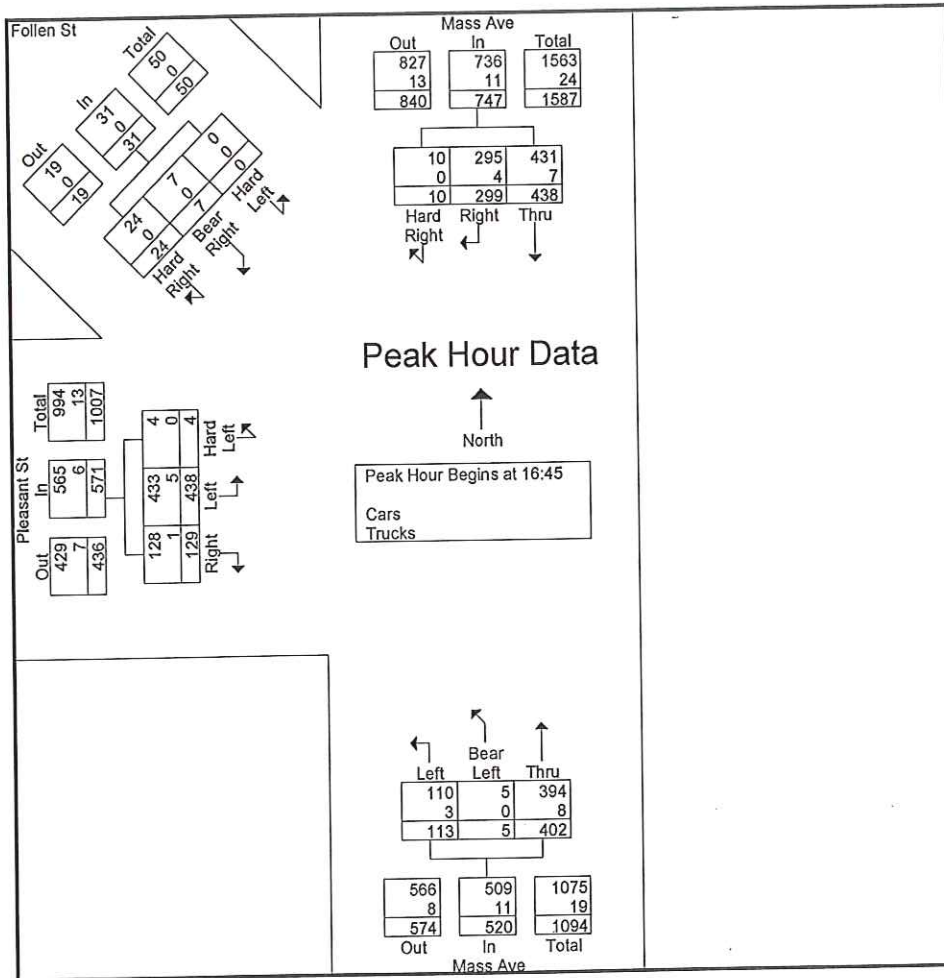 Follen St
Out In Total
19 31 50
0 0 0
19 31 50
24 7 0
0 0 0
24 7 0
Hard Right
Bear Right
Hard Left
Mass Ave
Out In Total
827 736 1563
13 11 24
840 747 1587
10 295 431
0 4 7
10 299 438
Hard Right Thru
Right
Peak Hour Data
North
Peak Hour Begins at 16:45
Cars
Trucks
Pleasant St
Out In Total
429 565 994
7 6 13
436 571 1007
128 433 4
1 5 0
129 438 4
Right Left Hard
Left
Bear
Left Left Thru
110 5 394
3 0 8
113 5 402
566 509 1075
8 11 19
574 520 1094
Out In Total
Mass Ave